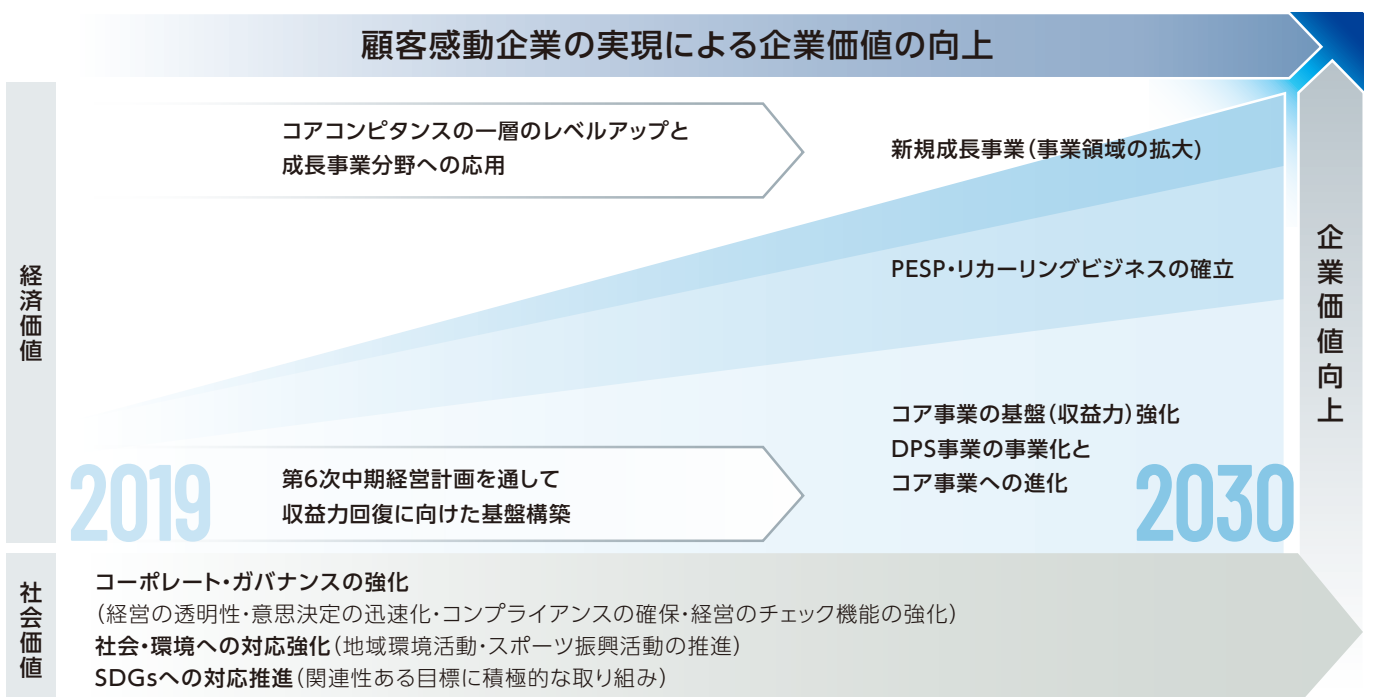 顧客感動企業の実現による企業価値の向上
経済価値
コアコンピタンスの一層のレベルアップと
成長事業分野への応用
新規成長事業(事業領域の拡大)
PESP・リカーリングビジネスの確立
コア事業の基盤(収益力)強化
DPS事業の事業化と
コア事業への進化
2019
第6次中期経営計画を通して
収益力回復に向けた基盤構築
2030
企業価値向上
社会価値
コーポレート・ガバナンスの強化
(経営の透明性・意思決定の迅速化・コンプライアンスの確保・経営のチェック機能の強化)
社会・環境への対応強化(地域環境活動・スポーツ振興活動の推進)
SDGsへの対応推進(関連性ある目標に積極的な取り組み)